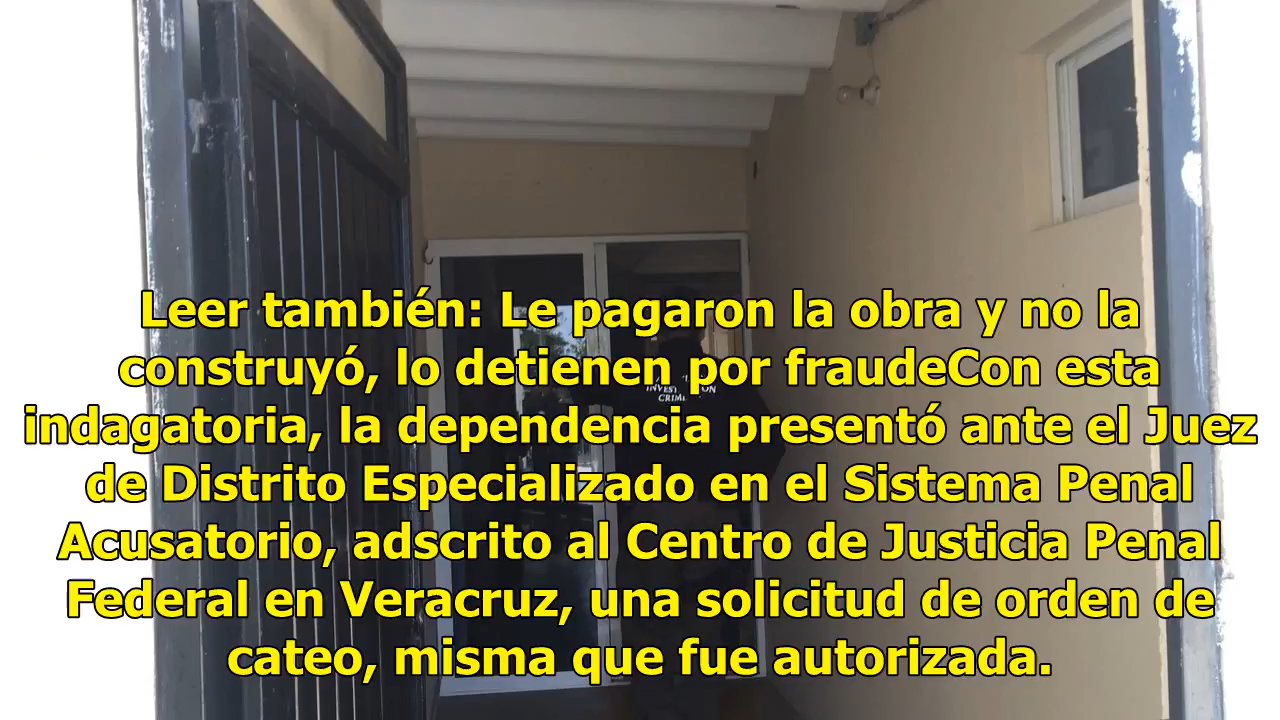 Leer también: Le pagaron la obra y no la
construyó, lo detienen por fraudeCon esta
indagatoria, la dependencia presentó ante el Juez
de Distrito Especializado en el Sistema Penal
Acusatorio, adscrito al Centro de Justicia Penal
Federal en Veracruz, una solicitud de orden de
cateo, misma que fue autorizada.